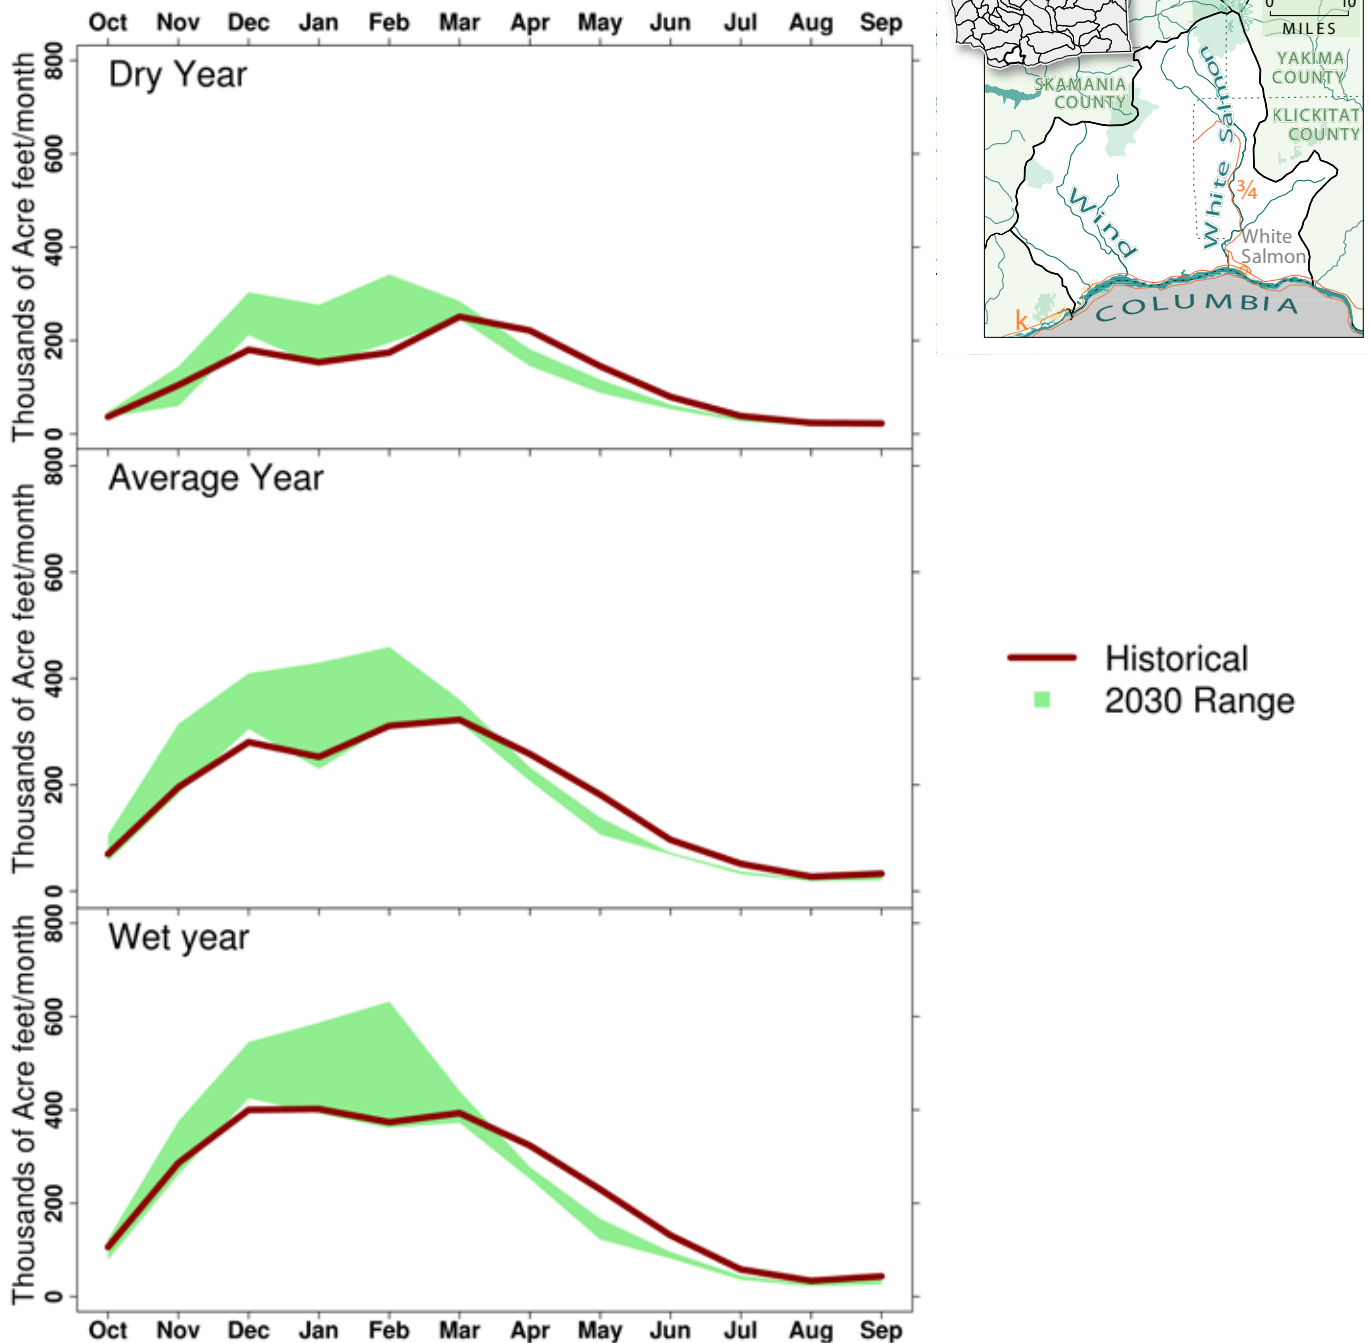 Oct Nov Dec Jan Feb Mar Apr May Jun Jul Aug Sep
Dry Year
Thousands of Acre feet/month
800
600
400
200
0
Average Year
Thousands of Acre feet/month
800
600
400
200
0
Wet year
Thousands of Acre feet/month
800
600
400
200
0
Oct Nov Dec Jan Feb Mar Apr May Jun Jul Aug Sep
0 10
MILES
YAKIMA
COUNTY
SKAMANIA
COUNTY
KLICKITAT
COUNTY
White Salmon
Wind
¾
White
Salmon
k
COLUMBIA
Historical
2030 Range